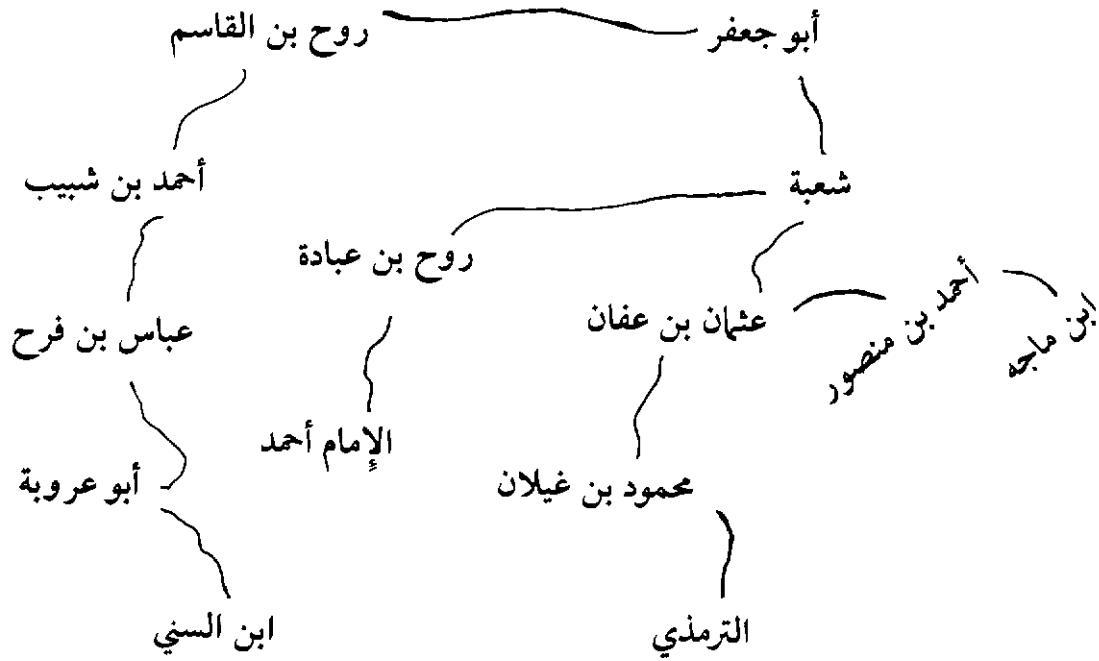 أبو جعفر
روح بن القاسم
شعبة
أحمد بن شبيب
روح بن عبادة
أحمد بن منصور
ابن ماجه
عثمان بن عفان
عباس بن فرح
الإمام أحمد
محمود بن غيلان
أبو عروبة
الترمذي
ابن السني